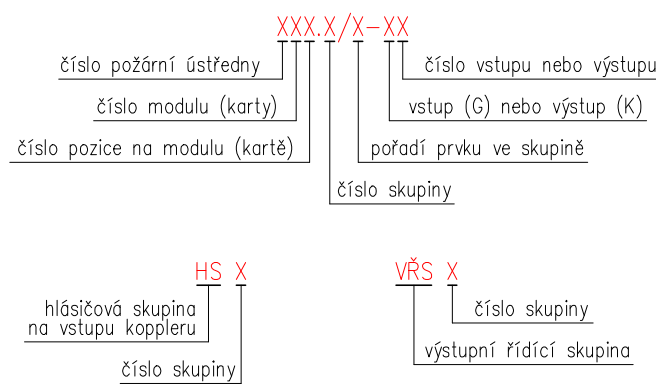 XXX.X/X-XX
číslo požární ústředny
číslo vstupu nebo výstupu
číslo modulu (karty)
vstup (G) nebo výstup (K)
číslo pozice na modulu (kartě)
pořadí prvku ve skupině
číslo skupiny
HS X
hlásičová skupina
na vstupu koppleru
číslo skupiny
VŘS X
číslo skupiny
výstupní řídící skupina